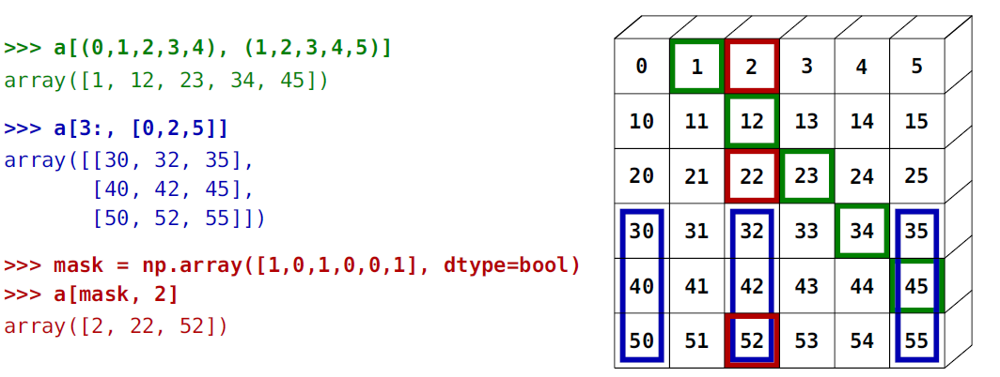 >>> a[(0,1,2,3,4), (1,2,3,4,5)]
array([1, 12, 23, 34, 45])
>>> a[3:, [0,2,5]]
array([[30, 32, 35],
       [40, 42, 45],
       [50, 52, 55]])
>>> mask = np.array([1,0,1,0,0,1], dtype=bool)
>>> a[mask, 2]
array([2, 22, 52])
0 1 2 3 4 5
10 11 12 13 14 15
20 21 22 23 24 25
30 31 32 33 34 35
40 41 42 43 44 45
50 51 52 53 54 55